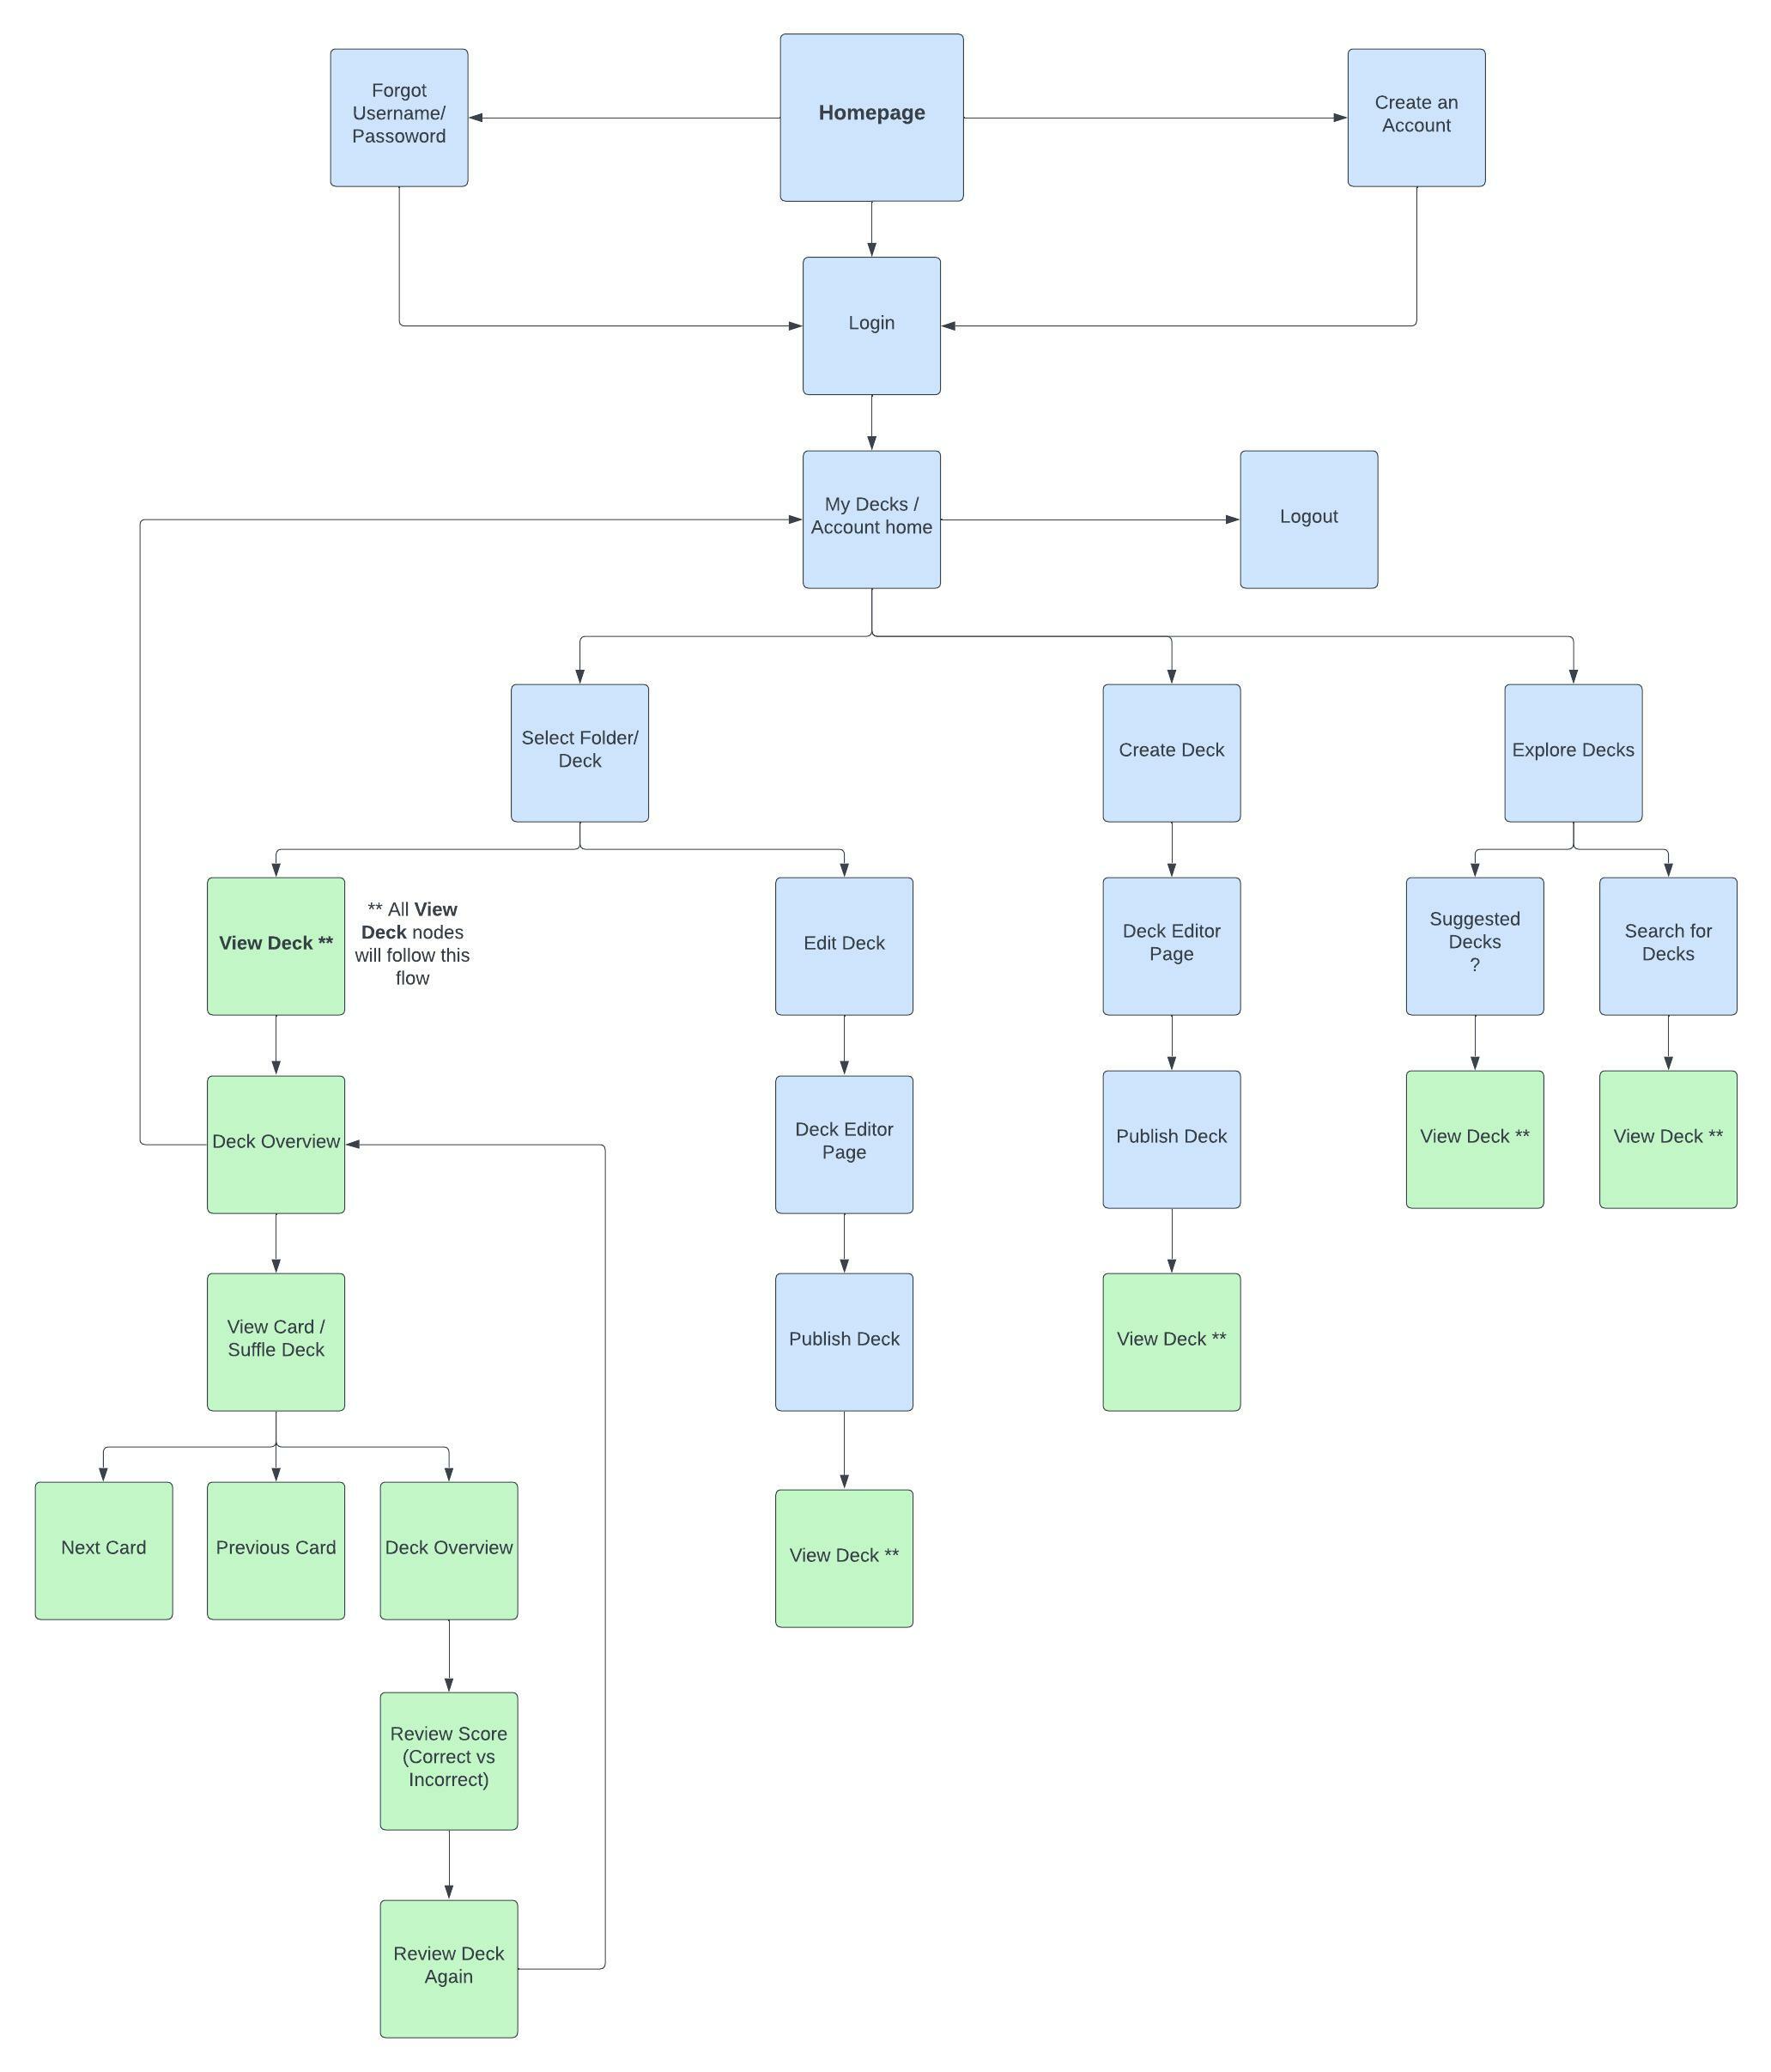 Forgot
Username/
Passoword
Homepage
Create an
Account
Login
My Decks /
Account home
Logout
Select Folder/
Deck
Create Deck
Explore Decks
View Deck **
** All View
Deck nodes
will follow this
flow
Edit Deck
Deck Editor
Page
Suggested
Decks
?
Search for
Decks
Deck Overview
Deck Editor
Page
Publish Deck
View Deck **
View Deck **
View Card /
Suffle Deck
Publish Deck
View Deck **
Next Card
Previous Card
Deck Overview
View Deck **
Review Score
(Correct vs
Incorrect)
Review Deck
Again